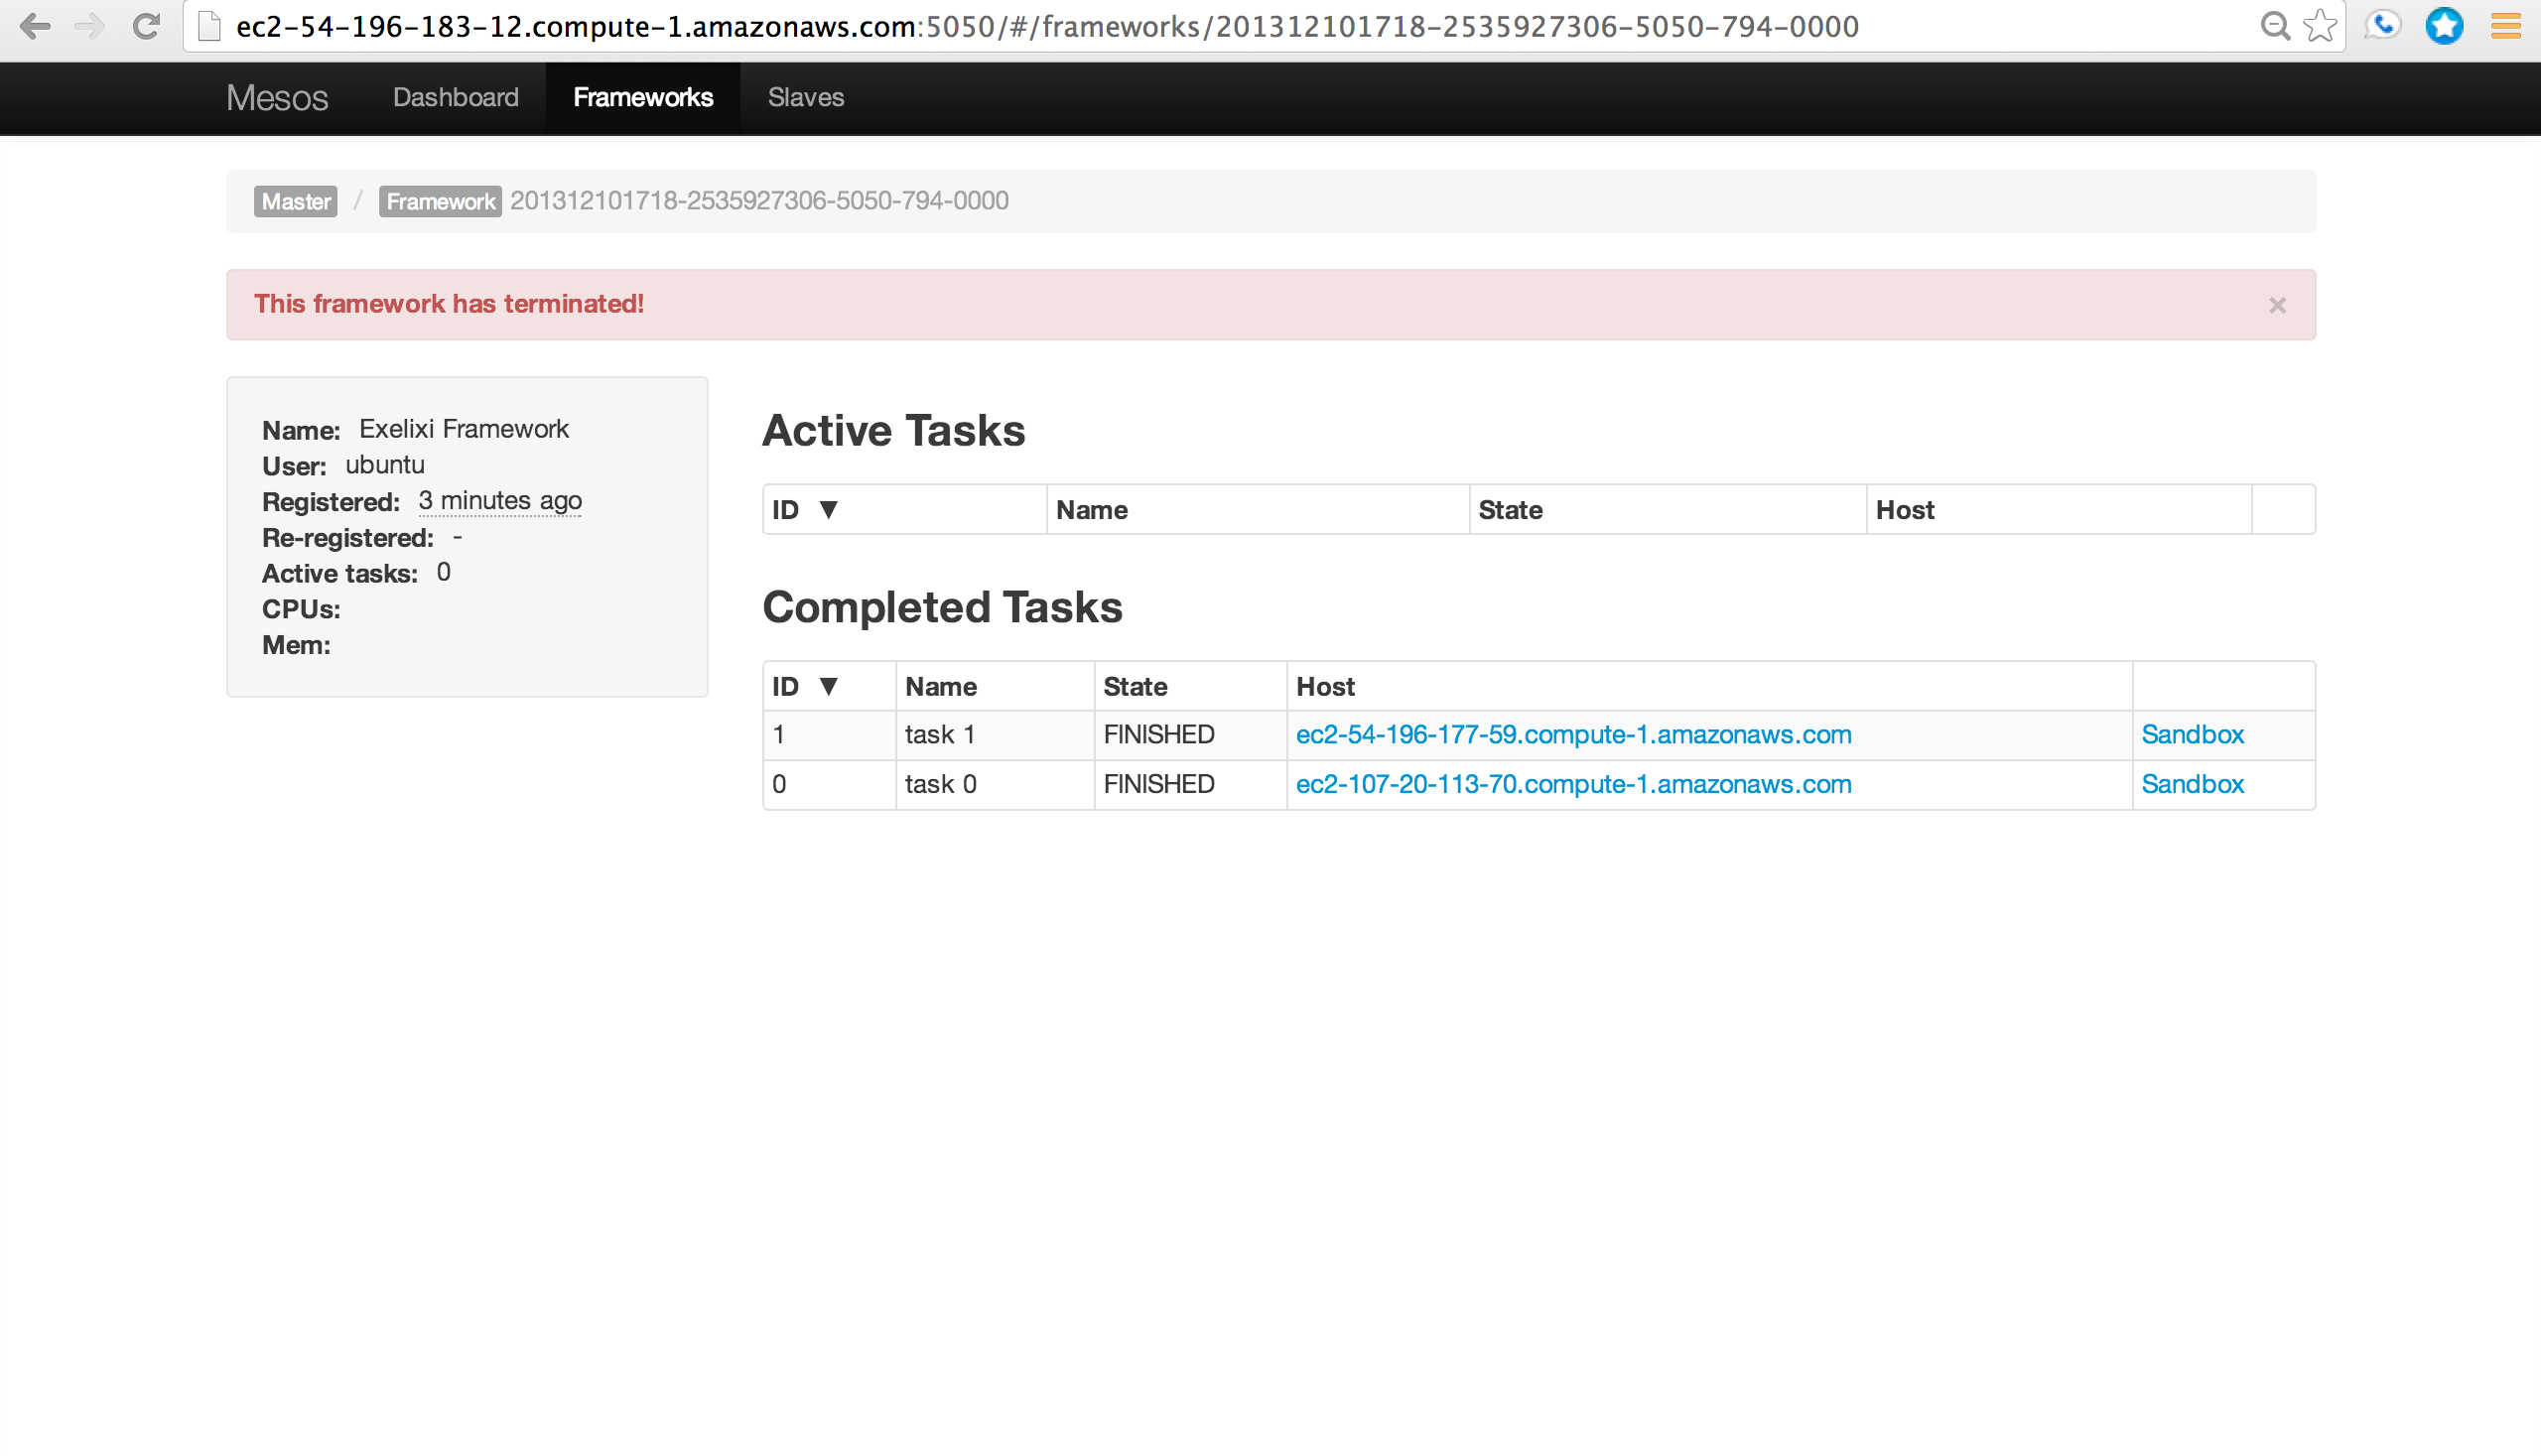 ec2-54-196-183-12.compute-1.amazonaws.com:5050/#/frameworks/201312101718-2535927306-5050-794-0000
Mesos Dashboard Frameworks Slaves
Master / Framework 201312101718-2535927306-5050-794-0000
This framework has terminated! ×
Name: Exelixi Framework
User: ubuntu
Registered: 3 minutes ago
Re-registered: -
Active tasks: 0
CPUs:
Mem:
Active Tasks
ID ▼ Name State Host
Completed Tasks
ID ▼ Name State Host
1 task 1 FINISHED ec2-54-196-177-59.compute-1.amazonaws.com Sandbox
0 task 0 FINISHED ec2-107-20-113-70.compute-1.amazonaws.com Sandbox